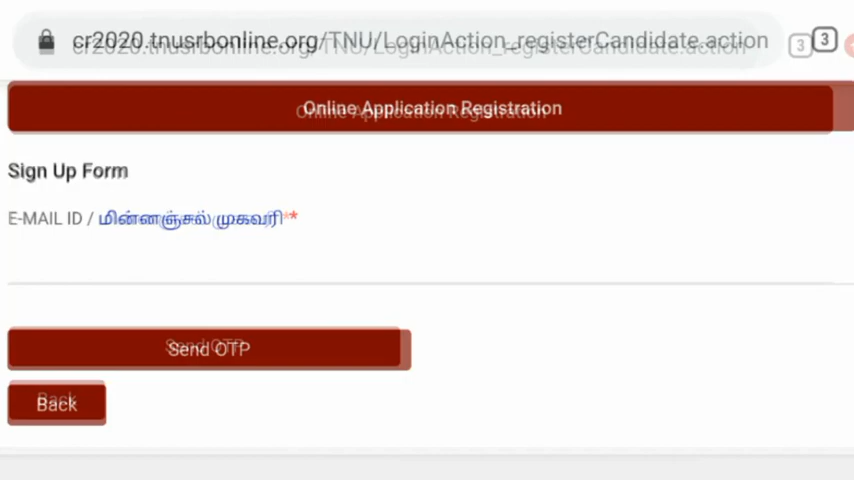 cr2020.tnusrbonline.org/TNU/LoginAction_registerCandidate.action
3
Online Application Registration
Sign Up Form
E-MAIL ID / மின்னஞ்சல் முகவரி*
Send OTP
Back